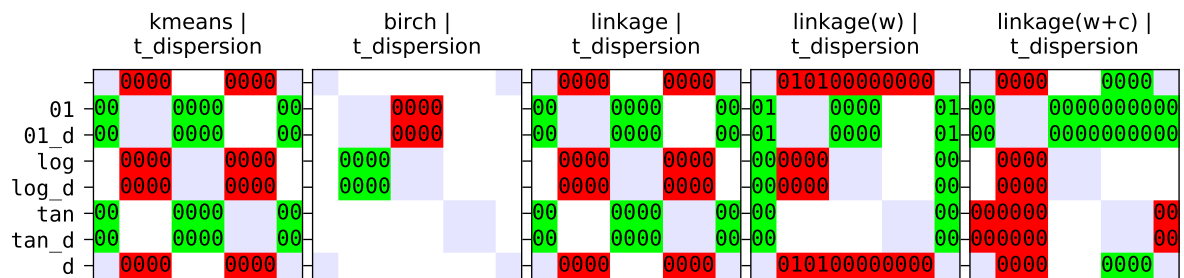 kmeans | birch | linkage | linkage(w) | linkage(w+c) |
t_dispersion t_dispersion t_dispersion t_dispersion t_dispersion
0000 0000 0000 0000 010100000000 0000 0000
01 00 0000 00 0000 00 0000 00 01 0000 01 00 0000000000
01_d 00 0000 00 0000 00 0000 00 01 0000 01 00 0000000000
log 0000 0000 0000 0000 0000 000000 00 0000
log_d 0000 0000 0000 0000 0000 000000 00 0000
tan 00 0000 00 00 0000 00 00 00 000000 00
tan_d 00 0000 00 00 0000 00 00 00 000000 00
d 0000 0000 0000 0000 010100000000 0000 0000